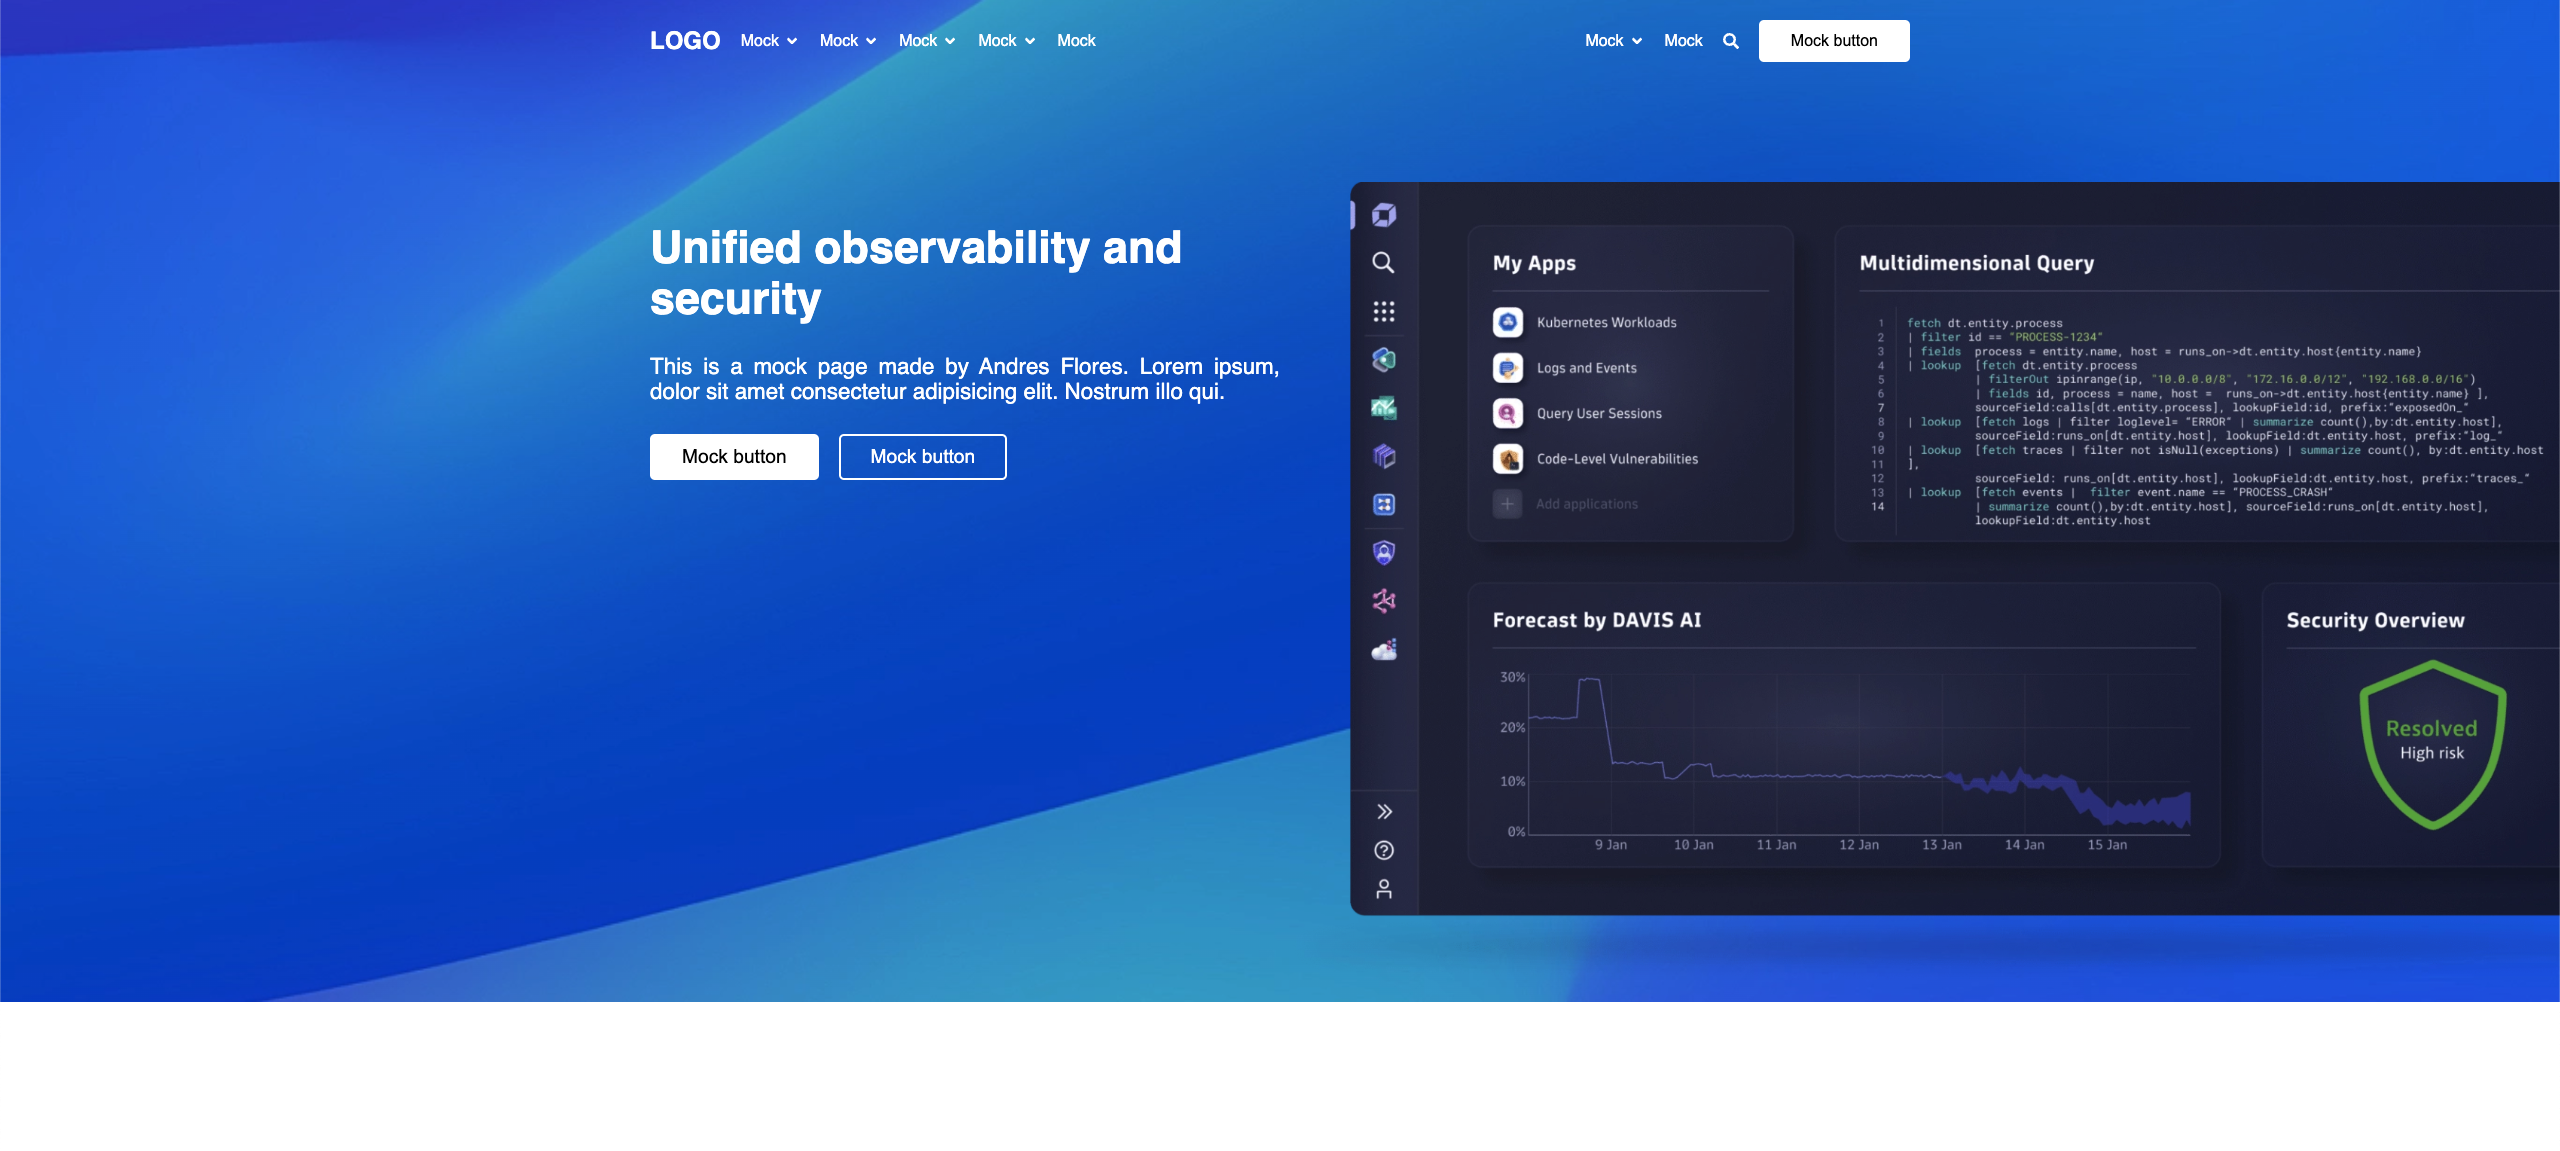 LOGO Mock Mock Mock Mock Mock Mock Mock Mock button
Unified observability and
security
This is a mock page made by Andres Flores. Lorem ipsum,
dolor sit amet consectetur adipisicing elit. Nostrum illo qui.
Mock button Mock button
My Apps
Kubernetes Workloads
Logs and Events
Query User Sessions
Code-Level Vulnerabilities
Add applications
Multidimensional Query
1 fetch dt.entity.process
2 | filter id == "PROCESS-1234"
3 | fields process = entity.name, host = runs_on->dt.entity.host{entity.name}
4 | lookup [fetch dt.entity.process
5 | filterOut ipinrange(ip, "10.0.0.0/8", "172.16.0.0/12", "192.168.0.0/16")
6 | fields id, process = name, host = runs_on->dt.entity.host{entity.name} ],
7 sourceField:calls[dt.entity.process], lookupField:id, prefix:"exposedOn_"
8 | lookup [fetch logs | filter loglevel= "ERROR" | summarize count(),by:dt.entity.host],
9 sourceField:runs_on[dt.entity.host], lookupField:dt.entity.host, prefix:"log_"
10 | lookup [fetch traces | filter not isNull(exceptions) | summarize count(), by:dt.entity.host
11 ],
12 sourceField: runs_on[dt.entity.host], lookupField:dt.entity.host, prefix:"traces_"
13 | lookup [fetch events | filter event.name == "PROCESS_CRASH"
14 | summarize count(),by:dt.entity.host], sourceField:runs_on[dt.entity.host],
lookupField:dt.entity.host
Forecast by DAVIS AI
30%
20%
10%
0%
9 Jan 10 Jan 11 Jan 12 Jan 13 Jan 14 Jan 15 Jan
Security Overview
Resolved
High risk